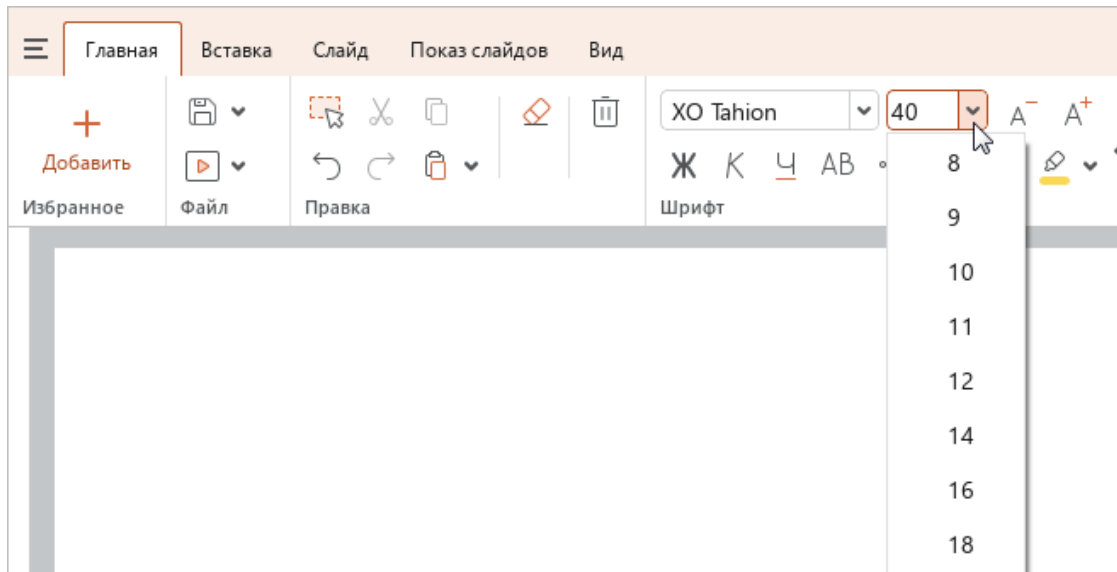 Главная Вставка Слайд Показ слайдов Вид
XO Tahion 40 A− A+
Добавить Ж К Ч АВ
Избранное Файл Правка Шрифт
8
9
10
11
12
14
16
18